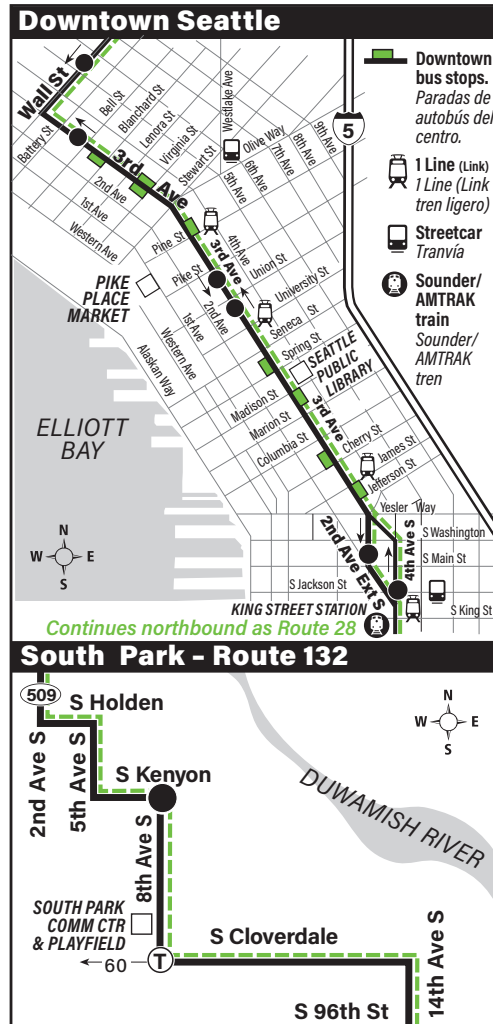 Downtown Seattle
Wall St
Battery St
Bell St
Blanchard St
Lenora St
Virginia St
Stewart St
Westlake Ave
Olive Way
9th Ave
8th Ave
7th Ave
6th Ave
5th Ave
3rd Ave
2nd Ave
1st Ave
Western Ave
5
Downtown
bus stops.
Paradas de
autobús del
centro.
1 Line (Link)
1 Line (Link
tren ligero)
Streetcar
Tranvía
Sounder/
AMTRAK
train
Sounder/
AMTRAK
tren
Pine St
4th Ave
3rd Ave
Union St
Pike St
2nd Ave
University St
PIKE
PLACE
MARKET
1st Ave
Seneca St
Western Ave
Spring St
Alaskan Way
SEATTLE
PUBLIC
LIBRARY
Madison St
3rd Ave
Marion St
Columbia St
Cherry St
James St
Jefferson St
ELLIOTT
BAY
Yesler Way
S Washington
2nd Ave Ext S
4th Ave S
S Main St
S Jackson St
N
W E
S
KING STREET STATION
S King St
Continues northbound as Route 28
South Park - Route 132
509
S Holden
2nd Ave S
5th Ave S
S Kenyon
N
W E
S
DUWAMISH RIVER
8th Ave S
SOUTH PARK
COMM CTR
& PLAYFIELD
60
T
S Cloverdale
14th Ave S
S 96th St